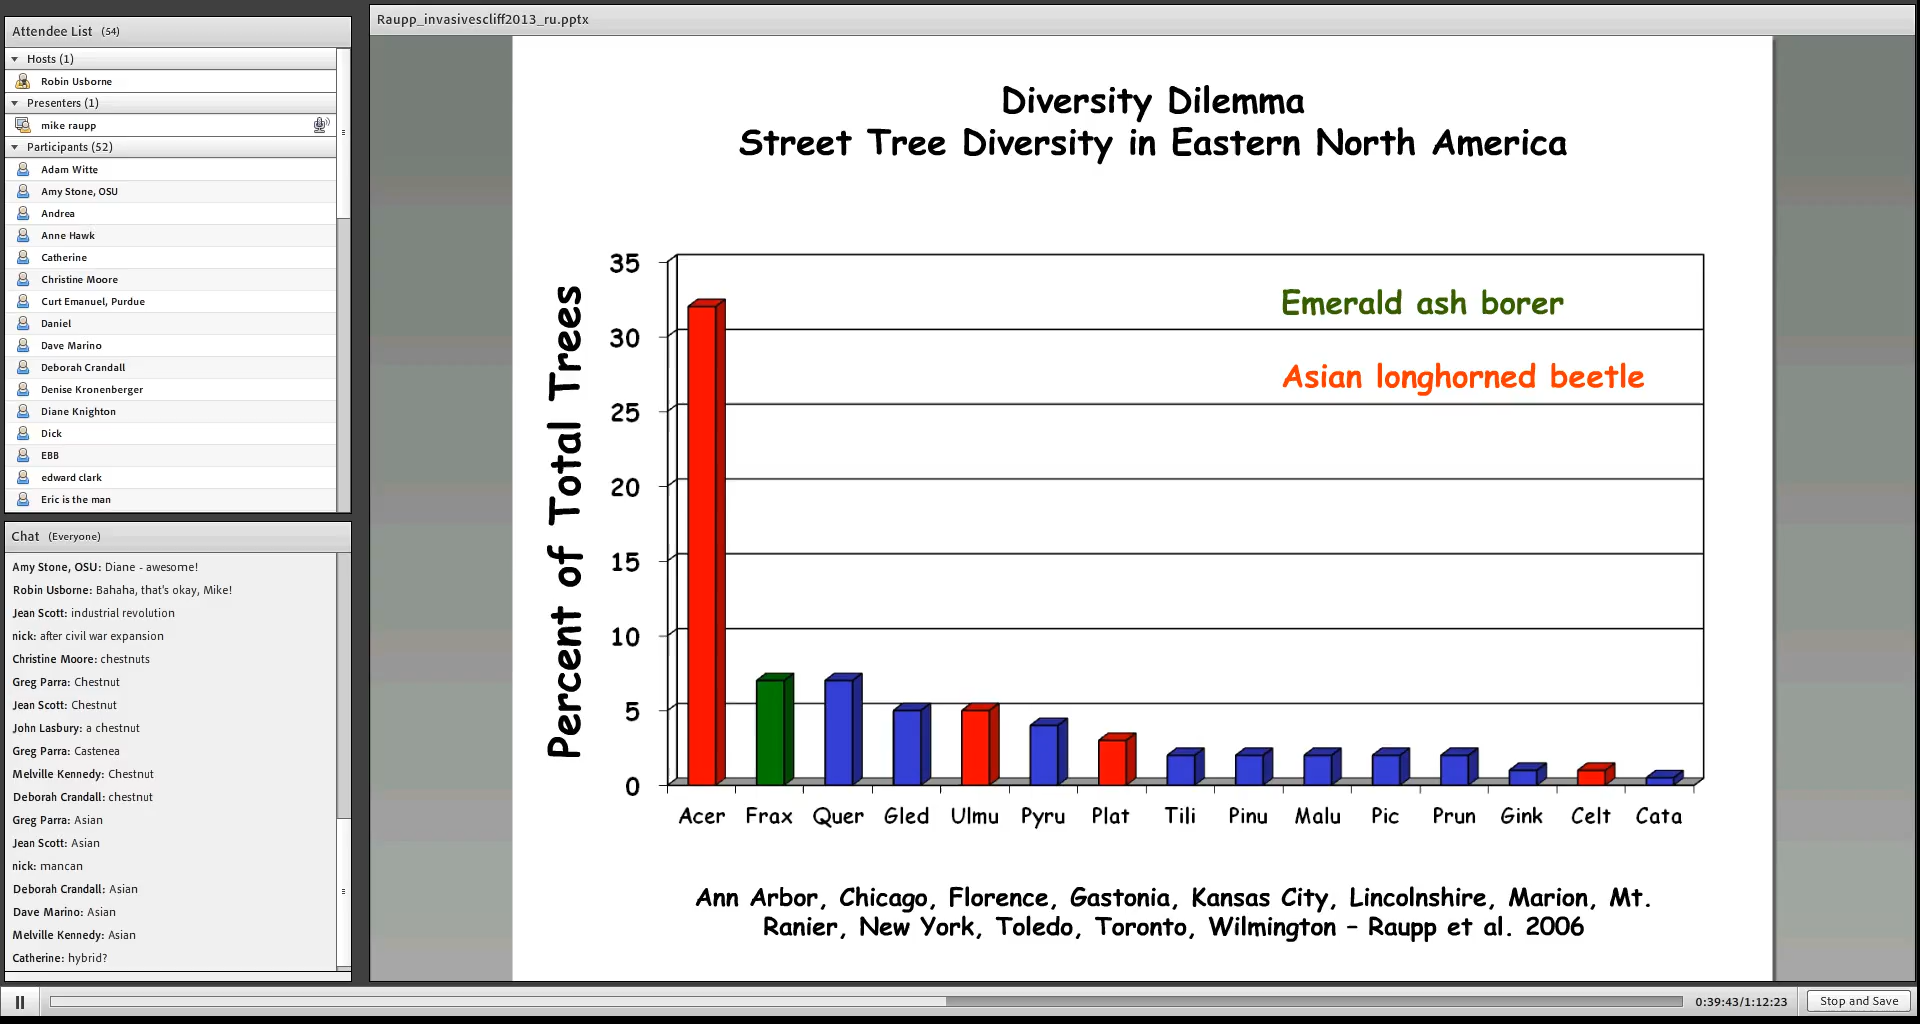 Attendee List (54)
Hosts (1)
Robin Usborne
Presenters (1)
mike raupp
Participants (52)
Adam Witte
Amy Stone, OSU
Andrea
Anne Hawk
Catherine
Christine Moore
Curt Emanuel, Purdue
Daniel
Dave Marino
Deborah Crandall
Denise Kronenberger
Diane Knighton
Dick
EBB
edward clark
Eric is the man
Chat (Everyone)
Amy Stone, OSU: Diane - awesome!
Robin Usborne: Bahaha, that's okay, Mike!
Jean Scott: industrial revolution
nick: after civil war expansion
Christine Moore: chestnuts
Greg Parra: Chestnut
Jean Scott: Chestnut
John Lasbury: a chestnut
Greg Parra: Castenea
Melville Kennedy: Chestnut
Deborah Crandall: chestnut
Greg Parra: Asian
Jean Scott: Asian
nick: mancan
Deborah Crandall: Asian
Dave Marino: Asian
Melville Kennedy: Asian
Catherine: hybrid?
Raupp_invasivescliff2013_ru.pptx
Diversity Dilemma
Street Tree Diversity in Eastern North America
Percent of Total Trees
35
30
25
20
15
10
5
0
Emerald ash borer
Asian longhorned beetle
Acer Frax Quer Gled Ulmu Pyru Plat Tili Pinu Malu Pic Prun Gink Celt Cata
Ann Arbor, Chicago, Florence, Gastonia, Kansas City, Lincolnshire, Marion, Mt.
Ranier, New York, Toledo, Toronto, Wilmington – Raupp et al. 2006
0:39:43/1:12:23
Stop and Save